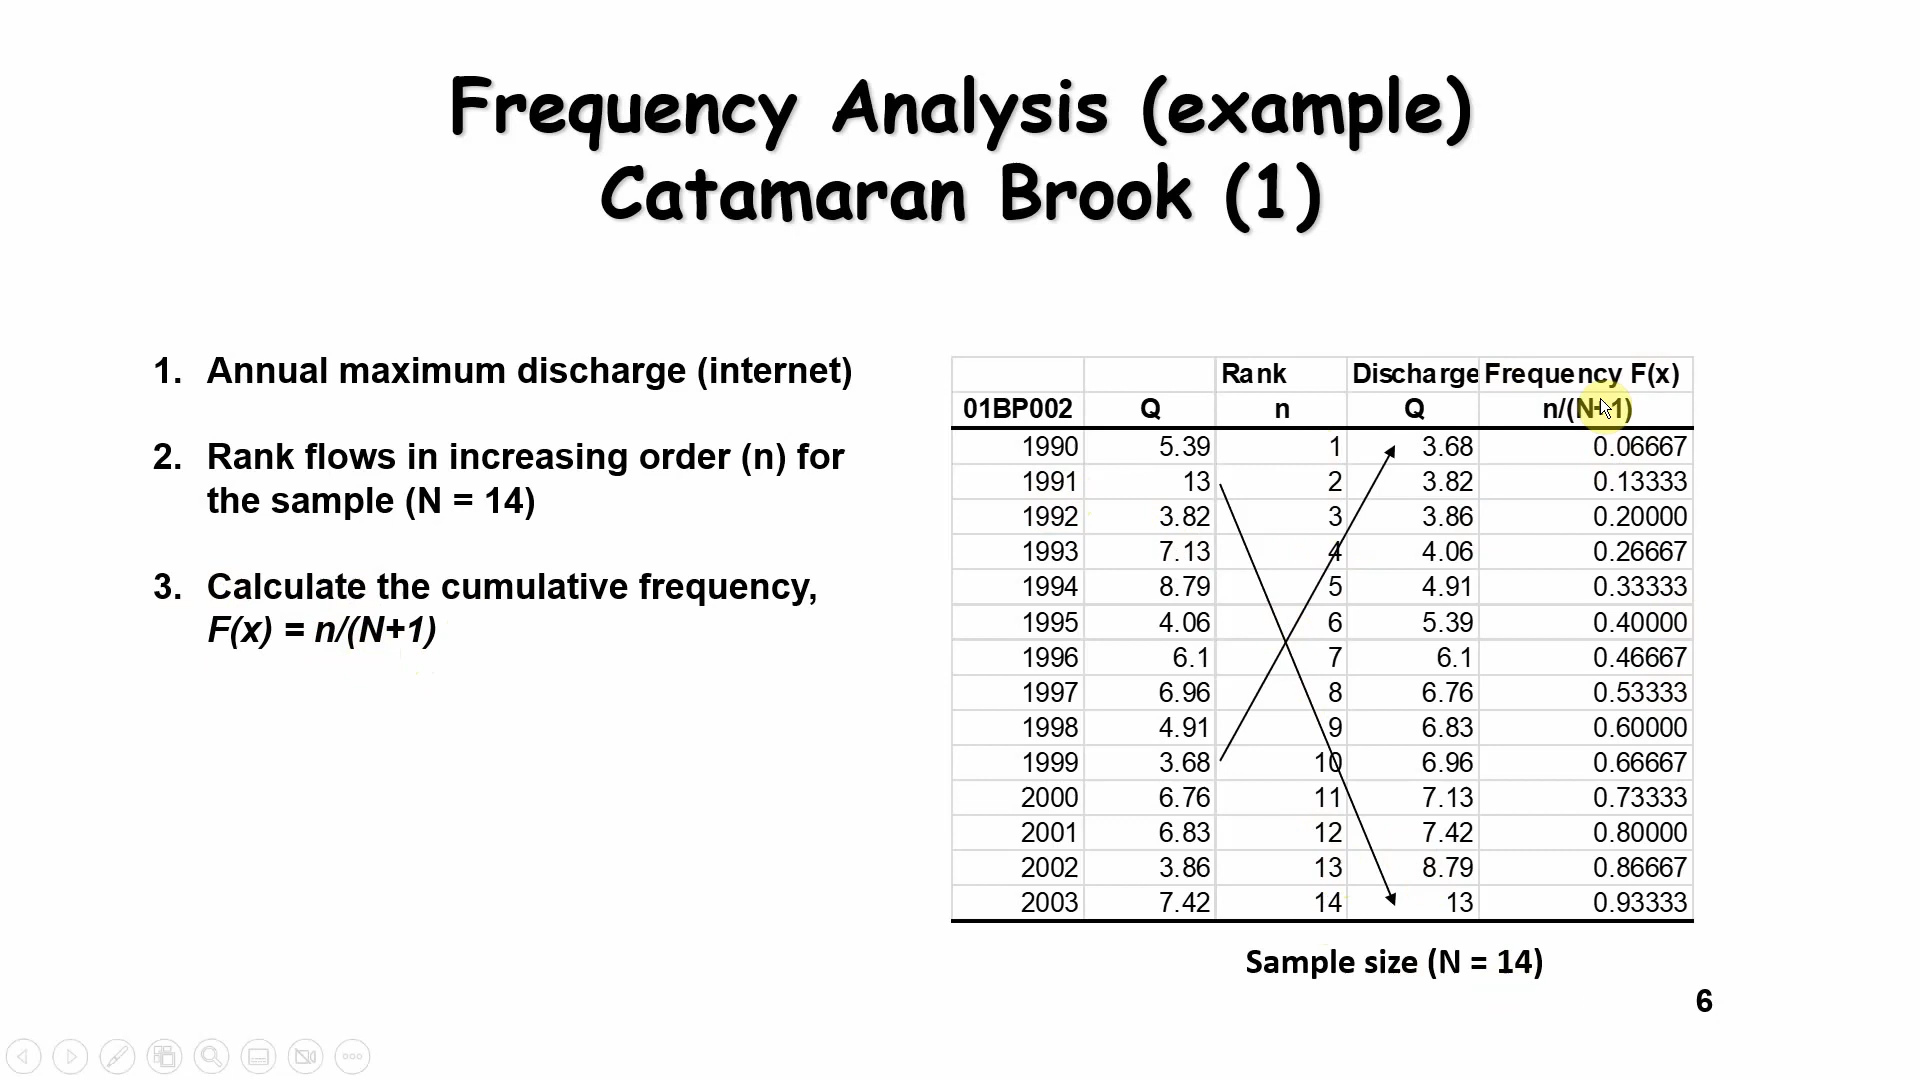 Frequency Analysis (example)
Catamaran Brook (1)
1. Annual maximum discharge (internet)
2. Rank flows in increasing order (n) for
the sample (N = 14)
3. Calculate the cumulative frequency,
F(x) = n/(N+1)
Rank Discharge Frequency F(x)
01BP002 Q n Q n/(N+1)
1990 5.39 1 3.68 0.06667
1991 13 2 3.82 0.13333
1992 3.82 3 3.86 0.20000
1993 7.13 4 4.06 0.26667
1994 8.79 5 4.91 0.33333
1995 4.06 6 5.39 0.40000
1996 6.1 7 6.1 0.46667
1997 6.96 8 6.76 0.53333
1998 4.91 9 6.83 0.60000
1999 3.68 10 6.96 0.66667
2000 6.76 11 7.13 0.73333
2001 6.83 12 7.42 0.80000
2002 3.86 13 8.79 0.86667
2003 7.42 14 13 0.93333
Sample size (N = 14)
6